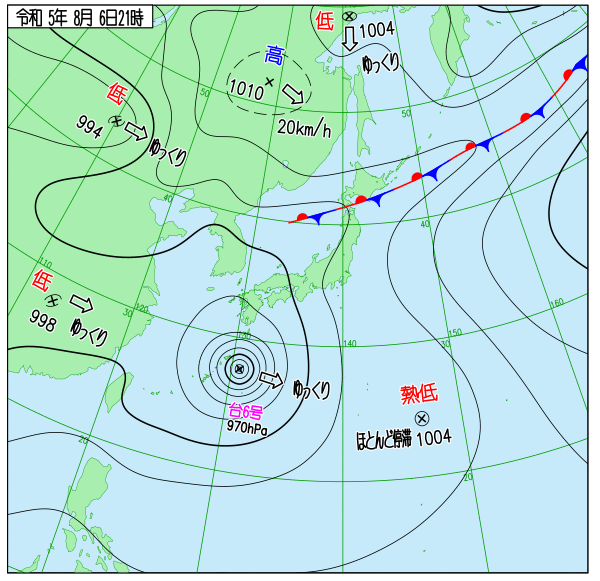 令和 5年 8月 6日21時
低
1004
ゆっくり
高
1010
20km/h
50
50
低
994
ゆっくり
40
40
低
998
ゆっくり
110
120
30
130
140
30
150
160
台6号
970hPa
ゆっくり
熱低
ほとんど停滞 1004
20
20